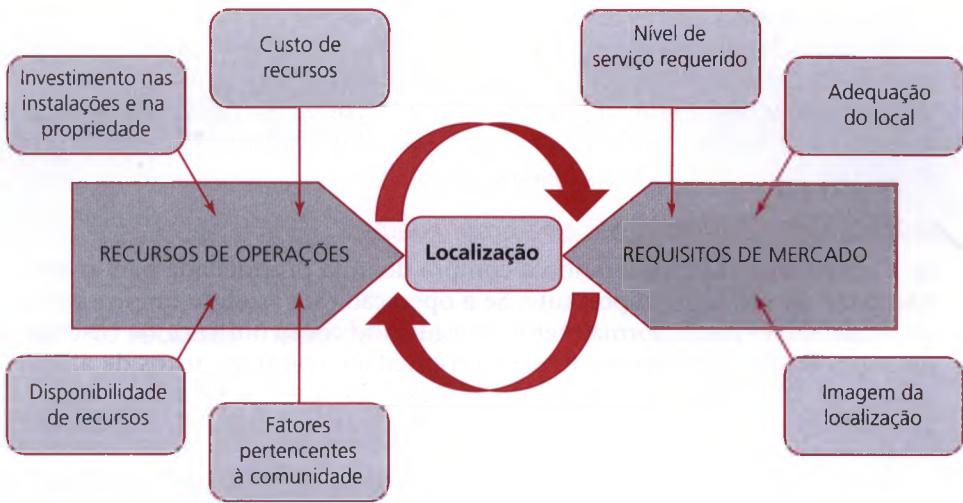 Custo de
recursos
Nível de
serviço requerido
Investimento nas
instalações e na
propriedade
Adequação
do local
RECURSOS DE OPERAÇÕES
Localização
REQUISITOS DE MERCADO
Disponibilidade
de recursos
Fatores
pertencentes
à comunidade
Imagem da
localização